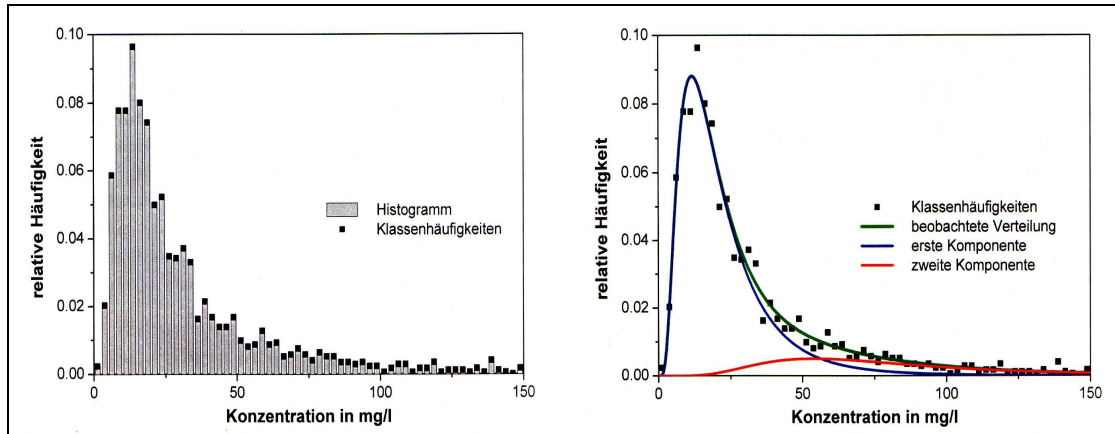 0.10
0.08
0.06
0.04
0.02
0.00
relative Häufigkeit
Histogramm
Klassenhäufigkeiten
0
50
100
150
Konzentration in mg/l
0.10
0.08
0.06
0.04
0.02
0.00
relative Häufigkeit
Klassenhäufigkeiten
beobachtete Verteilung
erste Komponente
zweite Komponente
0
50
100
150
Konzentration in mg/l